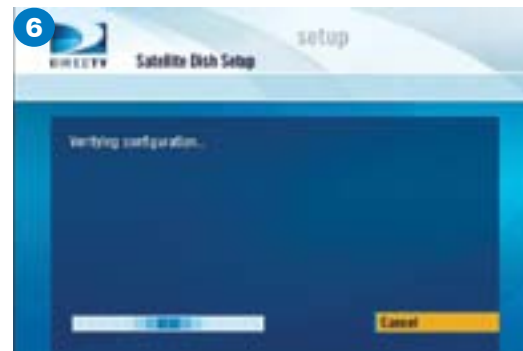 6
setup
DIRECTV
Satellite Dish Setup
Verifying configuration...
Cancel